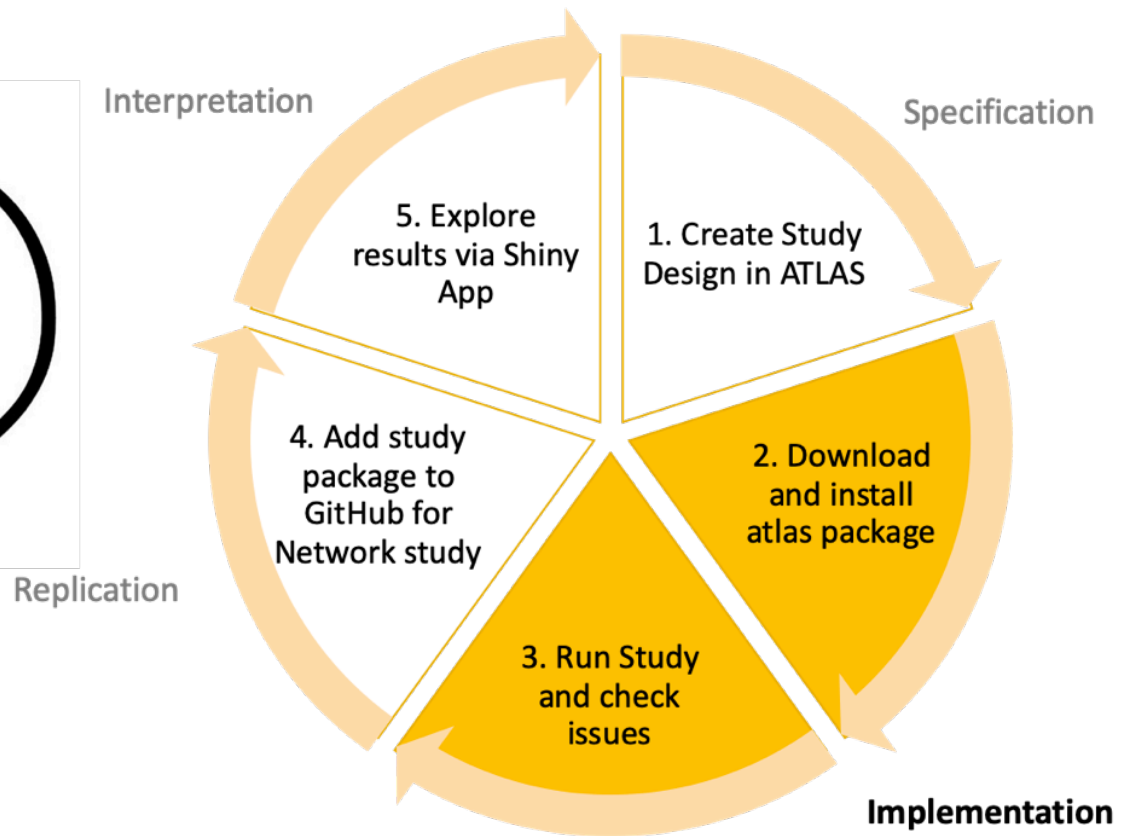 Interpretation
Specification
5. Explore
results via Shiny
App
1. Create Study
Design in ATLAS
4. Add study
package to
GitHub for
Network study
2. Download
and install
atlas package
Replication
3. Run Study
and check
issues
Implementation